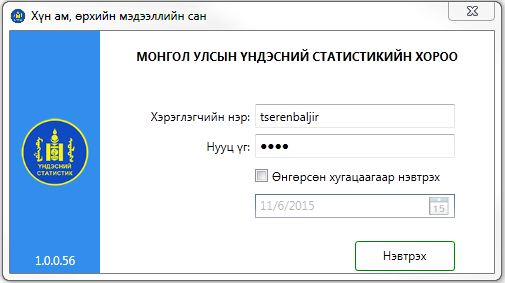 Хүн ам, өрхийн мэдээллийн сан
МОНГОЛ УЛСЫН ҮНДЭСНИЙ СТАТИСТИКИЙН ХОРОО
Хэрэглэгчийн нэр: tserenbaljir
Нууц үг: ●●●●
Өнгөрсөн хугацаагаар нэвтрэх
11/6/2015 15
ҮНДЭСНИЙ
СТАТИСТИК
1.0.0.56
Нэвтрэх